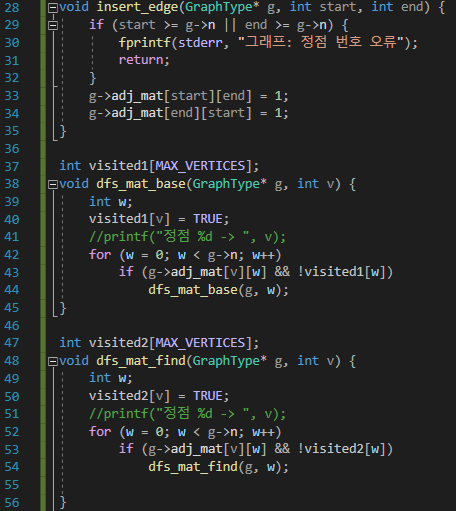 28 void insert_edge(GraphType* g, int start, int end) {
29 if (start >= g->n || end >= g->n) {
30 fprintf(stderr, "그래프: 정점 번호 오류");
31 return;
32 }
33 g->adj_mat[start][end] = 1;
34 g->adj_mat[end][start] = 1;
35 }
36
37 int visited1[MAX_VERTICES];
38 void dfs_mat_base(GraphType* g, int v) {
39 int w;
40 visited1[v] = TRUE;
41 //printf("정점 %d -> ", v);
42 for (w = 0; w < g->n; w++)
43 if (g->adj_mat[v][w] && !visited1[w])
44 dfs_mat_base(g, w);
45 }
46
47 int visited2[MAX_VERTICES];
48 void dfs_mat_find(GraphType* g, int v) {
49 int w;
50 visited2[v] = TRUE;
51 //printf("정점 %d -> ", v);
52 for (w = 0; w < g->n; w++)
53 if (g->adj_mat[v][w] && !visited2[w])
54 dfs_mat_find(g, w);
55
56 }